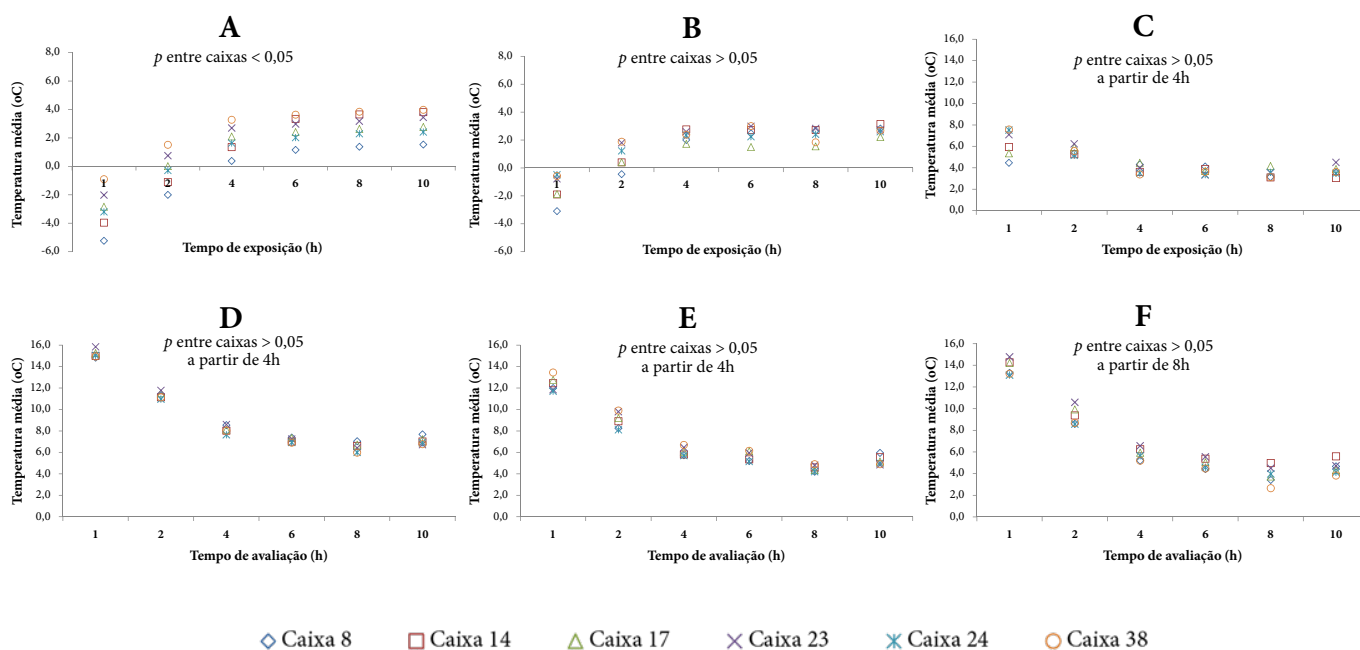 A
p entre caixas < 0,05
Temperatura média (oC)
8,0
6,0
4,0
2,0
0,0
-2,0
-4,0
-6,0
1 2 4 6 8 10
Tempo de exposição (h)
B
p entre caixas > 0,05
Temperatura média (oC)
8,0
6,0
4,0
2,0
0,0
-2,0
-4,0
-6,0
1 2 4 6 8 10
Tempo de exposição (h)
C
p entre caixas > 0,05
a partir de 4h
Temperatura média (oC)
16,0
14,0
12,0
10,0
8,0
6,0
4,0
2,0
0,0
1 2 4 6 8 10
Tempo de exposição (h)
D
p entre caixas > 0,05
a partir de 4h
Temperatura média (oC)
16,0
14,0
12,0
10,0
8,0
6,0
4,0
2,0
0,0
1 2 4 6 8 10
Tempo de avaliação (h)
E
p entre caixas > 0,05
a partir de 4h
Temperatura média (oC)
16,0
14,0
12,0
10,0
8,0
6,0
4,0
2,0
0,0
1 2 4 6 8 10
Tempo de avaliação (h)
F
p entre caixas > 0,05
a partir de 8h
Temperatura média (oC)
16,0
14,0
12,0
10,0
8,0
6,0
4,0
2,0
0,0
1 2 4 6 8 10
Tempo de avaliação (h)
Caixa 8 Caixa 14 Caixa 17 Caixa 23 Caixa 24 Caixa 38